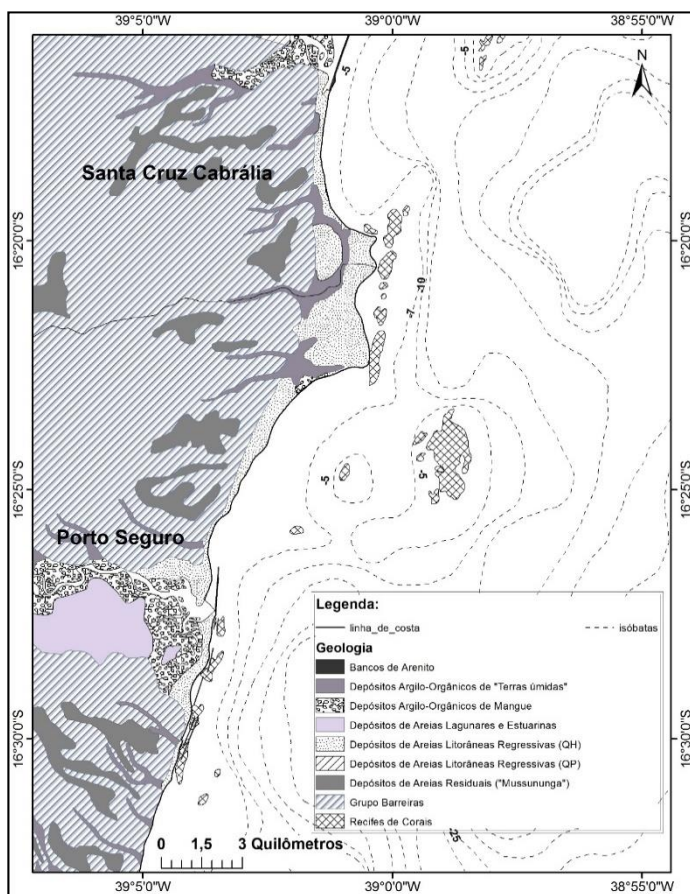 39°5'0"W 39°0'0"W 38°55'0"W
N
-5
-5
Santa Cruz Cabrália
16°20'0"S 16°20'0"S
-10
-7
-5
-5
16°25'0"S 16°25'0"S
Porto Seguro
Legenda:
linha_de_costa isóbatas
Geologia
Bancos de Arenito
Depósitos Argilo-Orgânicos de "Terras úmidas"
Depósitos Argilo-Orgânicos de Mangue
Depósitos de Areias Lagunares e Estuarinas
Depósitos de Areias Litorâneas Regressivas (QH)
Depósitos de Areias Litorâneas Regressivas (QP)
Depósitos de Areias Residuais ("Mussununga")
Grupo Barreiras
Recifes de Corais
16°30'0"S 16°30'0"S
-25
0 1,5 3 Quilômetros
39°5'0"W 39°0'0"W 38°55'0"W